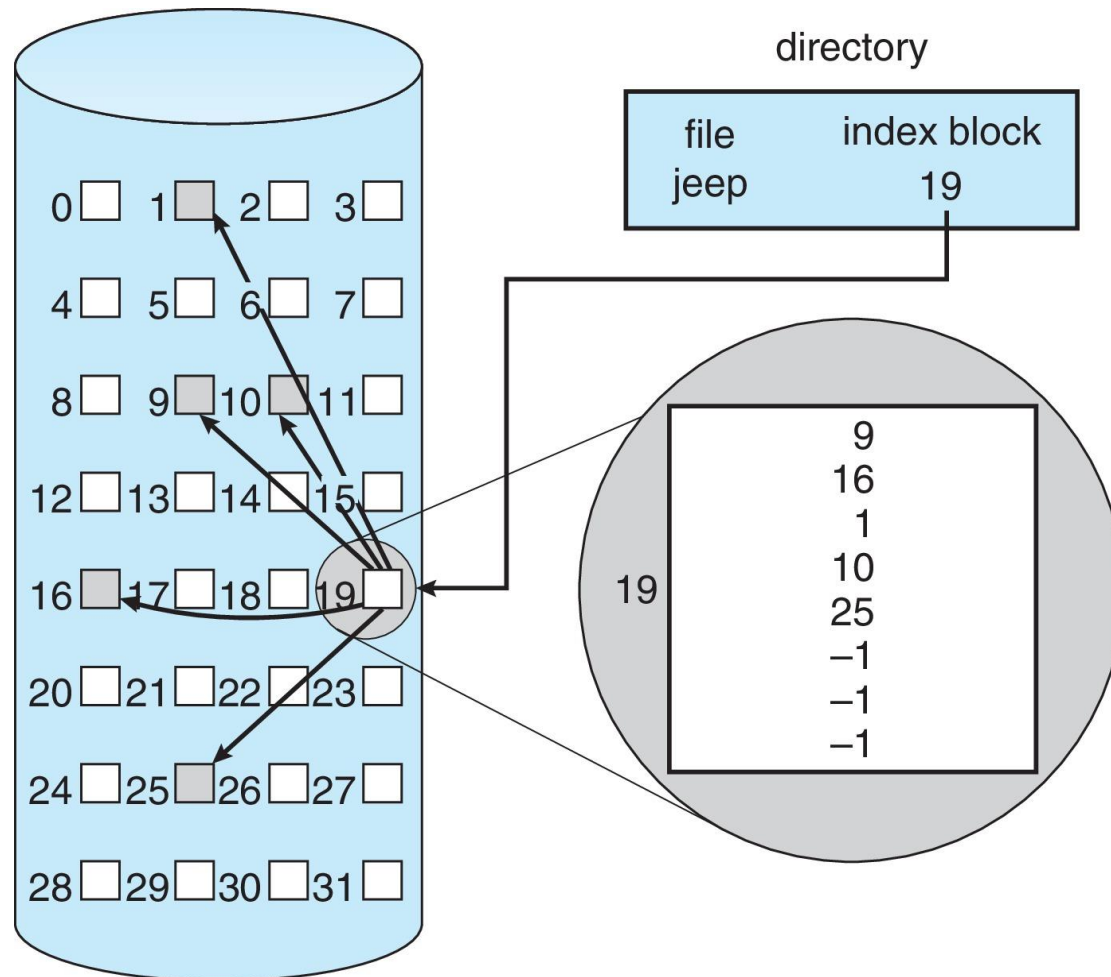 directory
file index block
jeep 19
0 1 2 3
4 5 6 7
8 9 10 11
12 13 14 15
16 17 18 19
20 21 22 23
24 25 26 27
28 29 30 31
19
9
16
1
10
25
–1
–1
–1